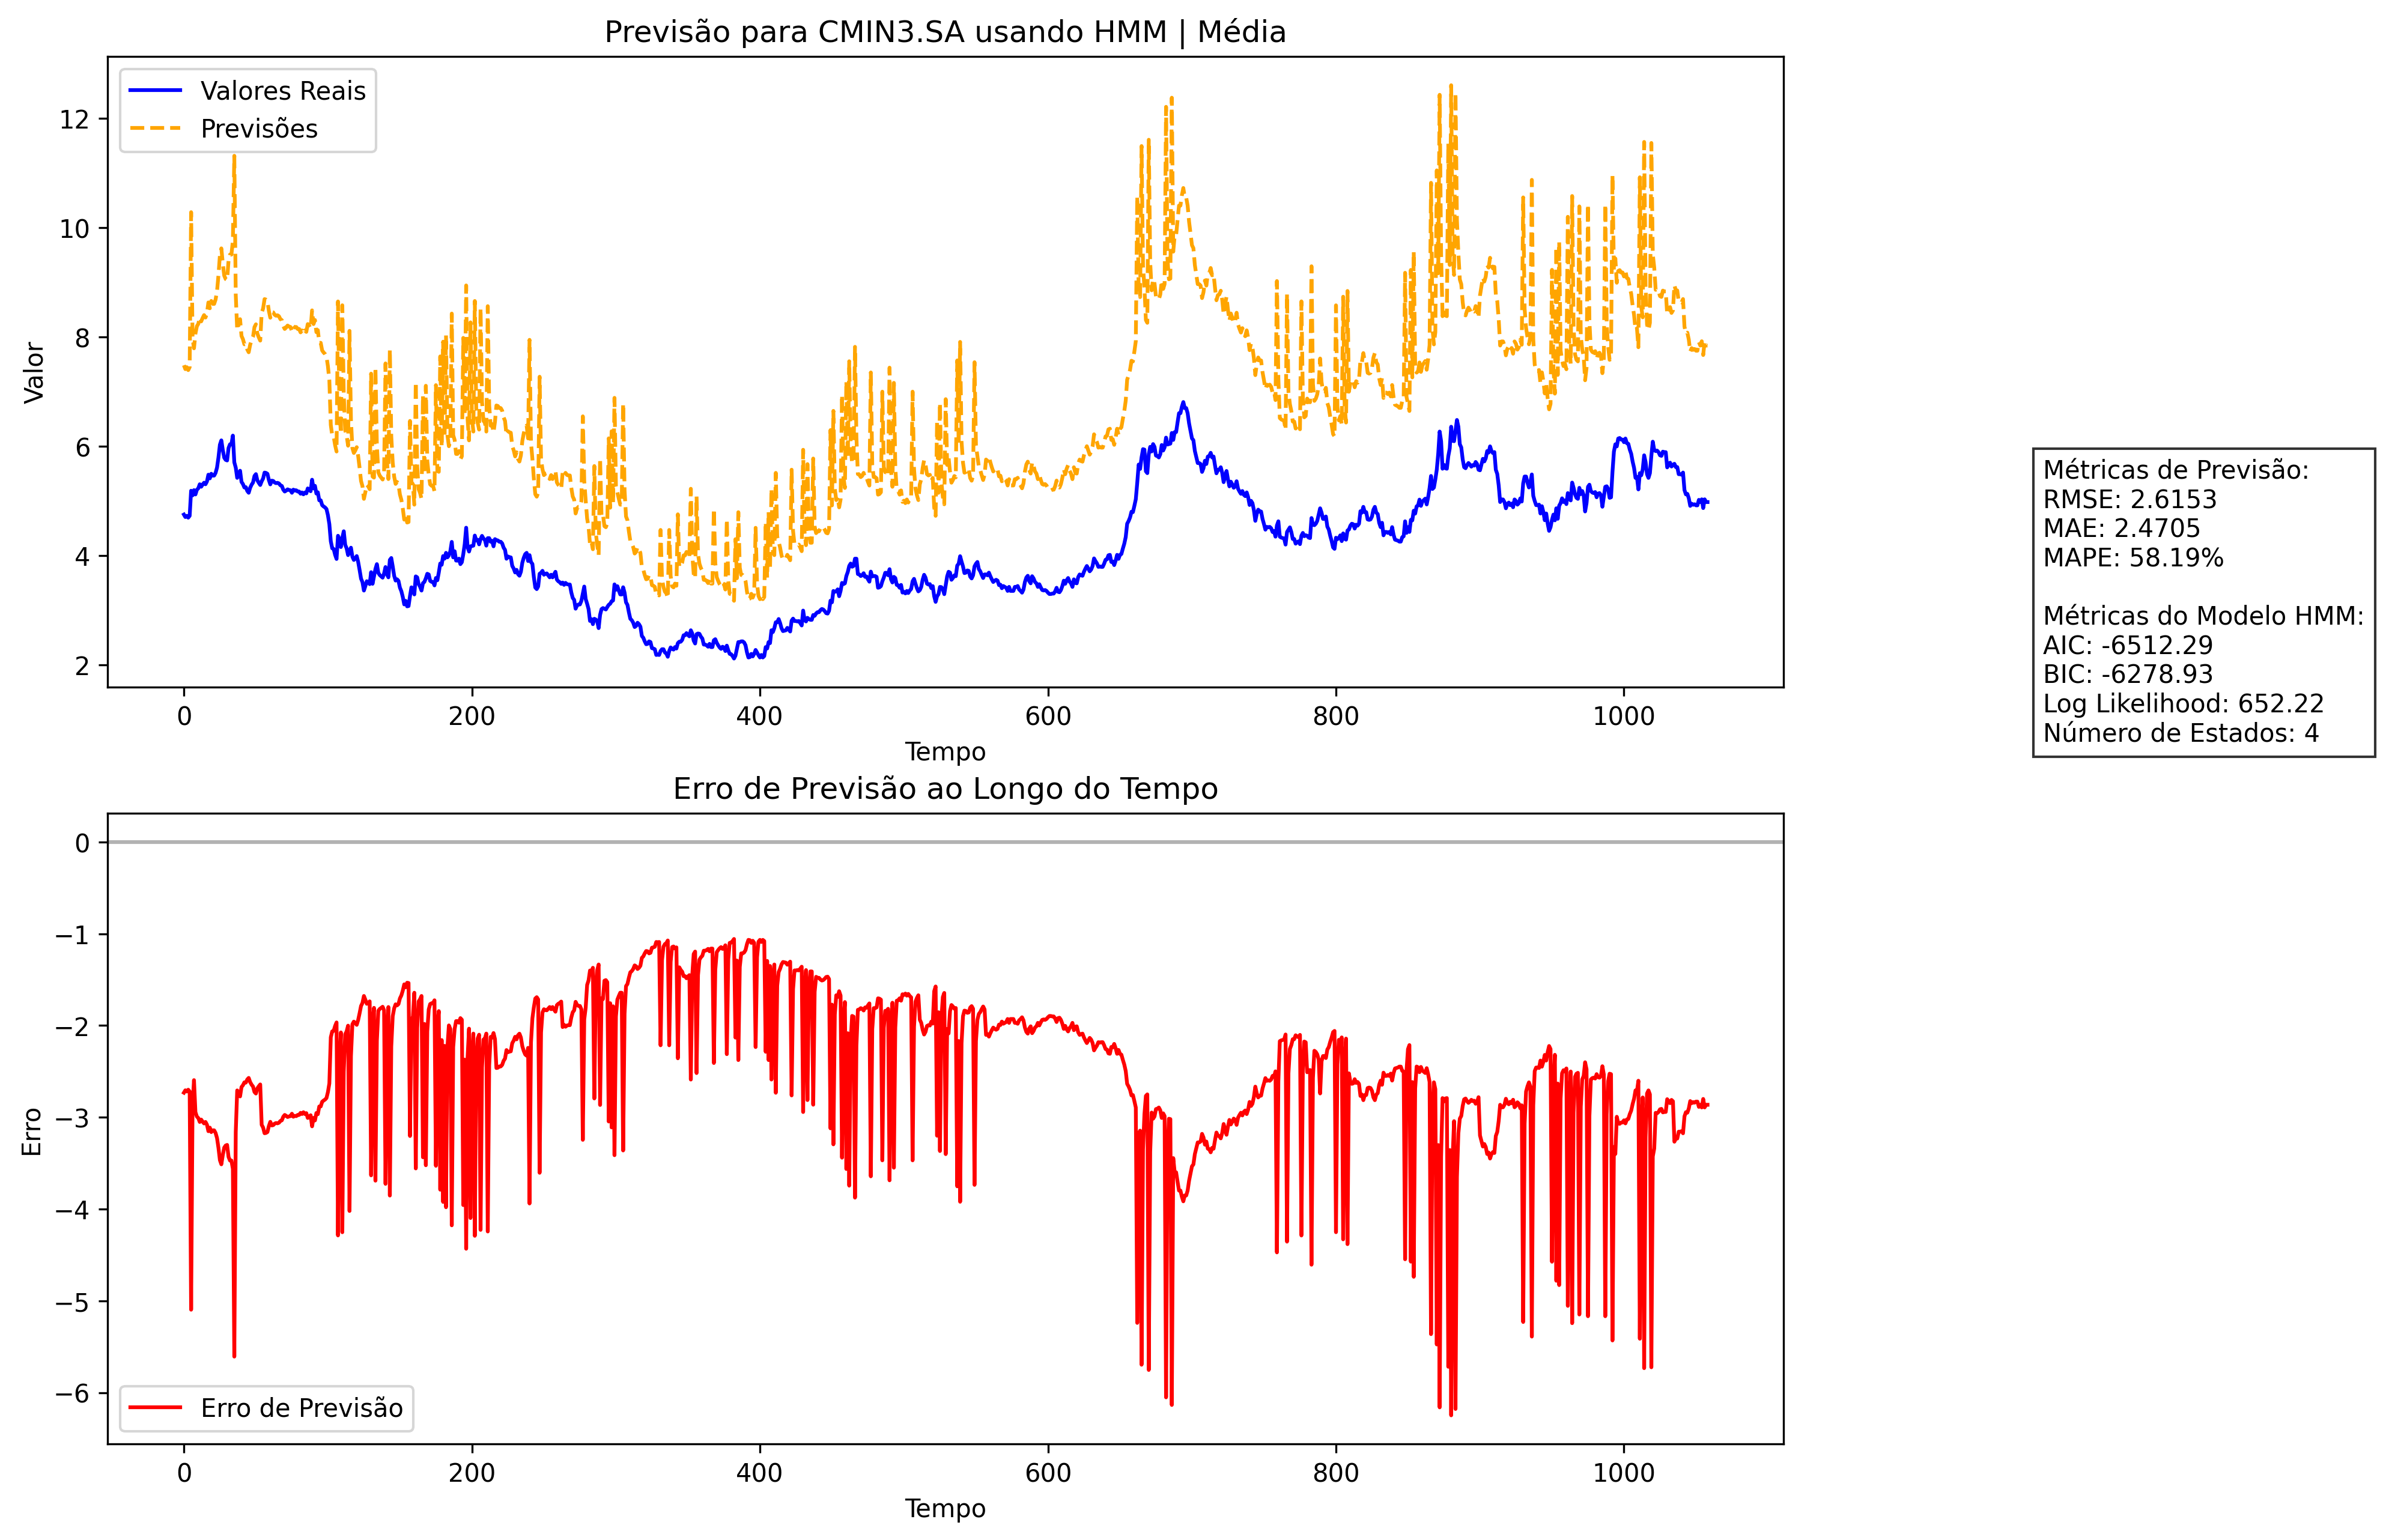 Previsão para CMIN3.SA usando HMM | Média
Valores Reais
Previsões
12
10
8
6
4
2
Valor
0
200
400
600
800
1000
Tempo
Métricas de Previsão:
RMSE: 2.6153
MAE: 2.4705
MAPE: 58.19%
Métricas do Modelo HMM:
AIC: -6512.29
BIC: -6278.93
Log Likelihood: 652.22
Número de Estados: 4
Erro de Previsão ao Longo do Tempo
0
−1
−2
−3
−4
−5
−6
Erro
Erro de Previsão
0
200
400
600
800
1000
Tempo